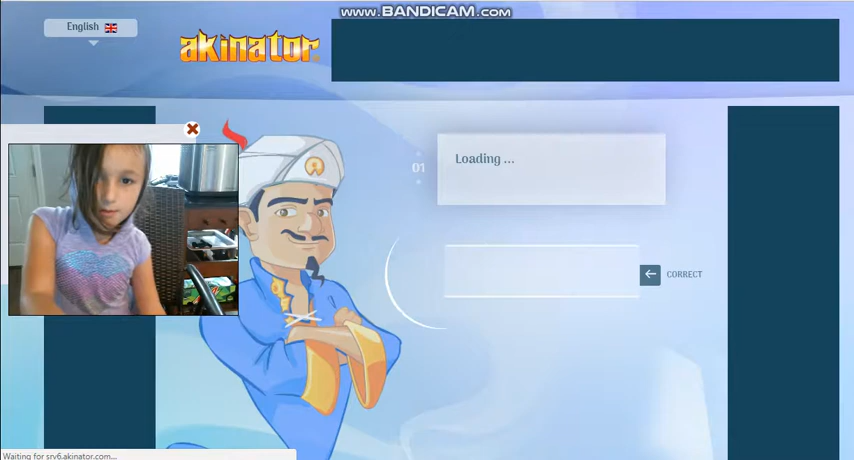 WWW.BANDICAM.COM
English
akinator
01
Loading ...
CORRECT
Waiting for srv6.akinator.com...